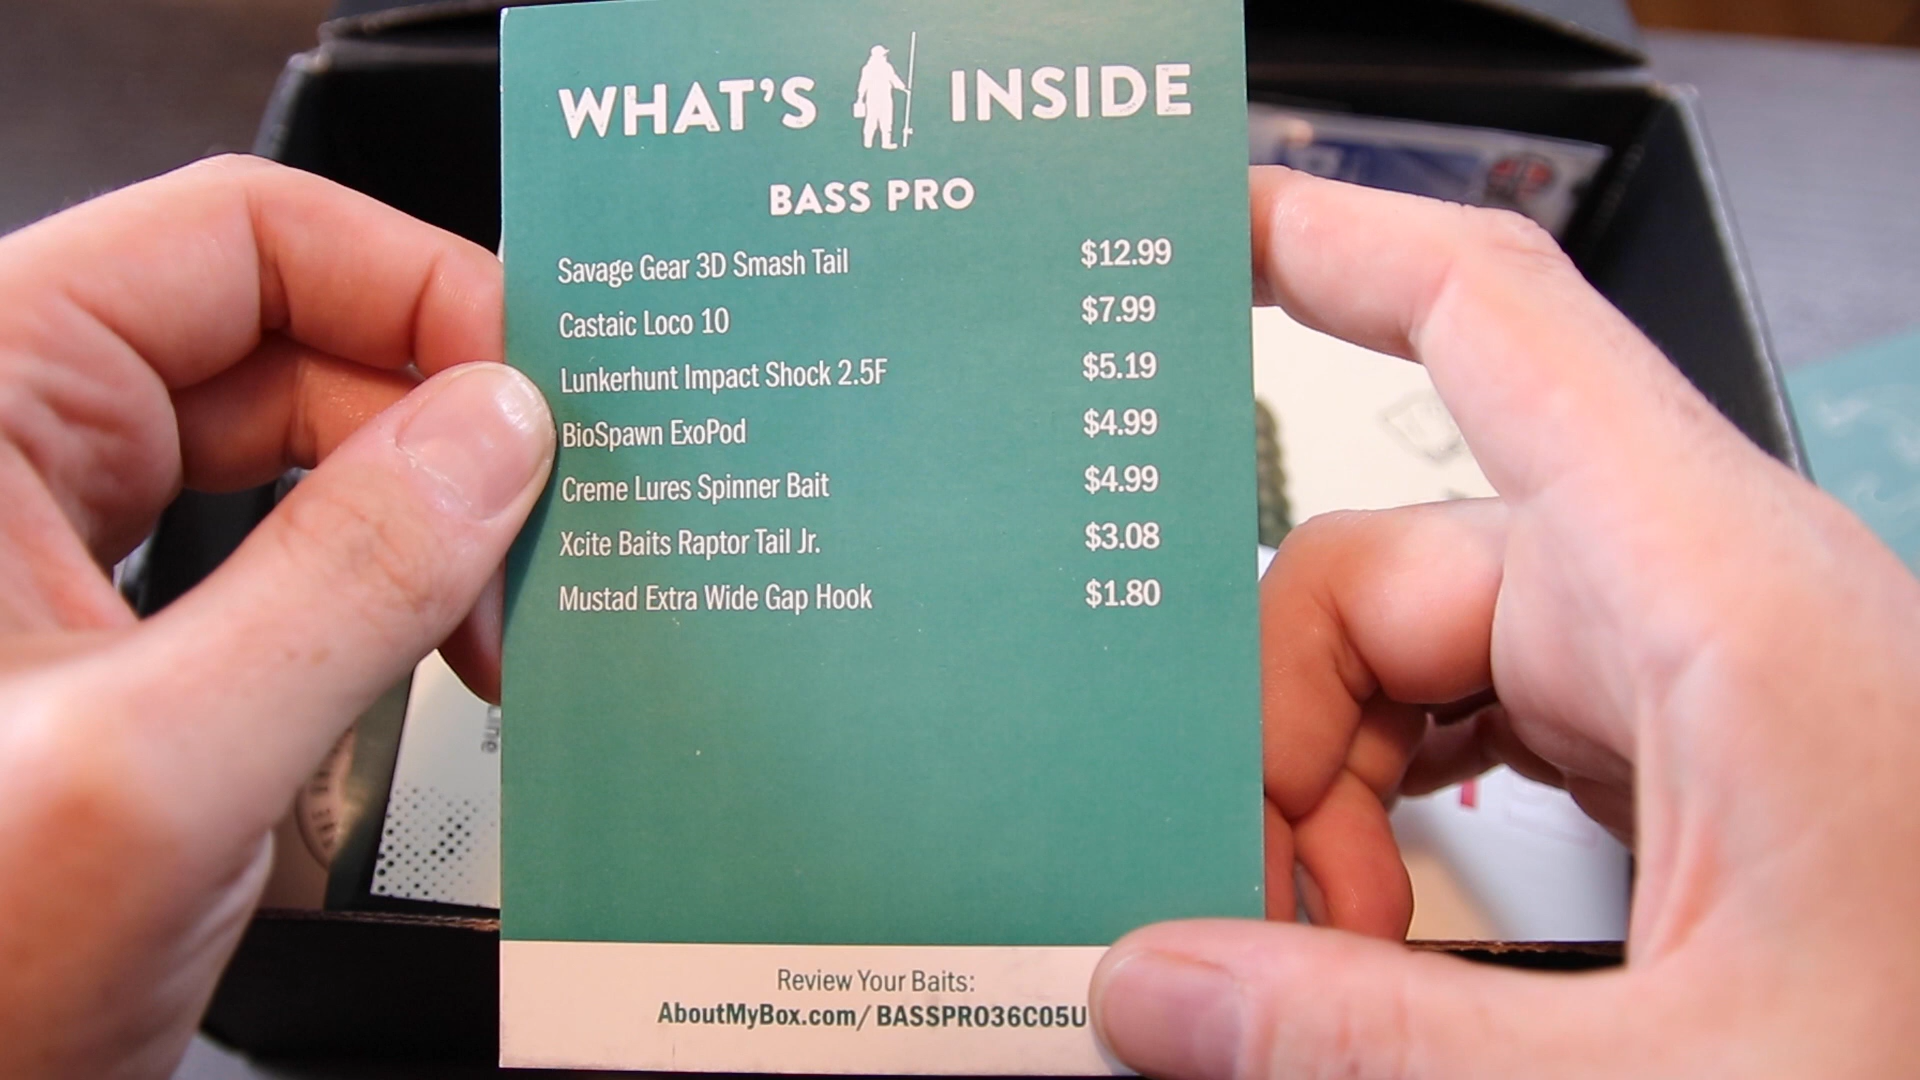 WHAT'S INSIDE
BASS PRO
Savage Gear 3D Smash Tail $12.99
Castaic Loco 10 $7.99
Lunkerhunt Impact Shock 2.5F $5.19
BioSpawn ExoPod $4.99
Creme Lures Spinner Bait $4.99
Xcite Baits Raptor Tail Jr. $3.08
Mustad Extra Wide Gap Hook $1.80
Review Your Baits:
AboutMyBox.com/ BASSPRO36C05U